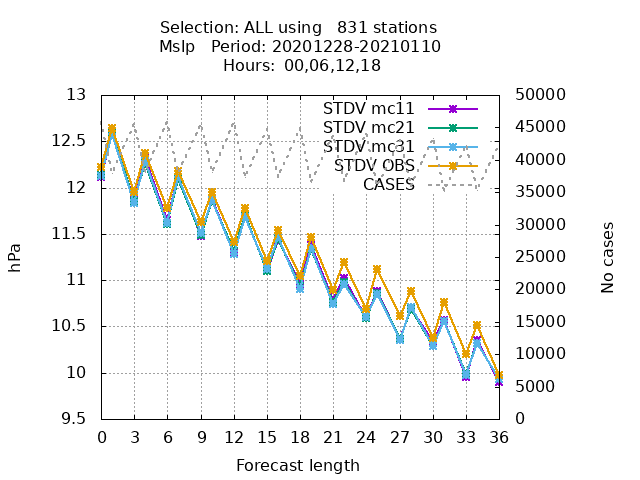 Selection: ALL using   831 stations
Mslp   Period: 20201228-20210110
Hours: 00,06,12,18
13
12.5
12
11.5
11
10.5
10
9.5
50000
45000
40000
35000
30000
25000
20000
15000
10000
5000
0
STDV mc11
STDV mc21
STDV mc31
STDV OBS
CASES
hPa
No cases
0 3 6 9 12 15 18 21 24 27 30 33 36
Forecast length